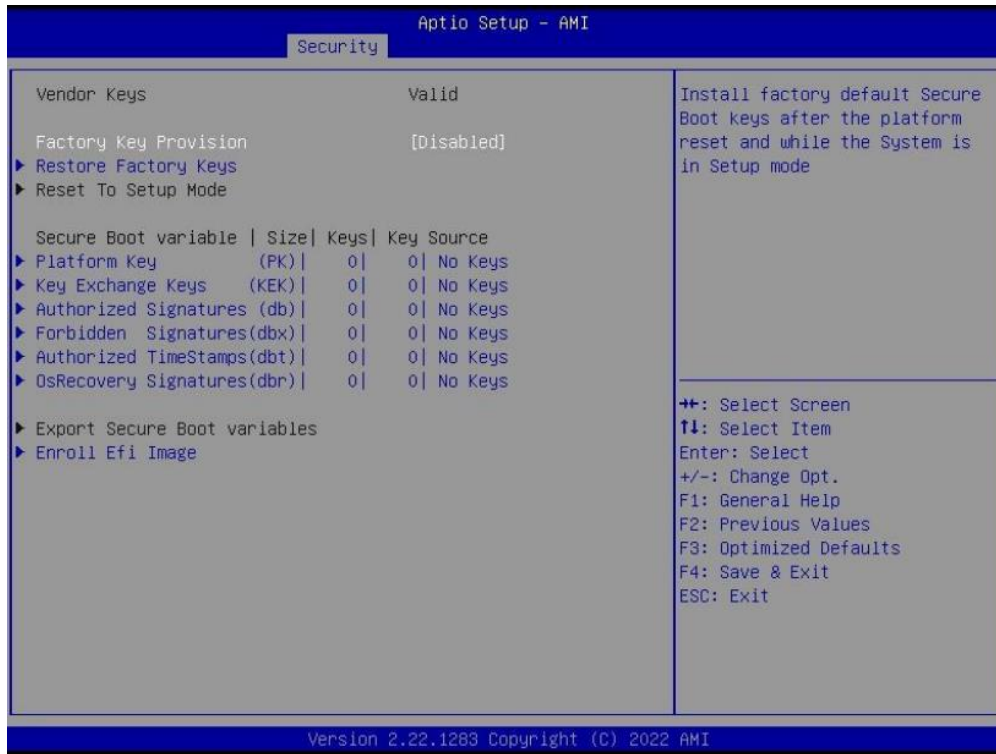 Aptio Setup - AMI
Security
Vendor Keys Valid
Factory Key Provision [Disabled]
Restore Factory Keys
Reset To Setup Mode
Secure Boot variable | Size| Keys| Key Source
Platform Key (PK)| 0| 0| No Keys
Key Exchange Keys (KEK)| 0| 0| No Keys
Authorized Signatures (db)| 0| 0| No Keys
Forbidden Signatures(dbx)| 0| 0| No Keys
Authorized TimeStamps(dbt)| 0| 0| No Keys
OsRecovery Signatures(dbr)| 0| 0| No Keys
Export Secure Boot variables
Enroll Efi Image
Install factory default Secure
Boot keys after the platform
reset and while the System is
in Setup mode
→←: Select Screen
↑↓: Select Item
Enter: Select
+/-: Change Opt.
F1: General Help
F2: Previous Values
F3: Optimized Defaults
F4: Save & Exit
ESC: Exit
Version 2.22.1283 Copyright (C) 2022 AMI